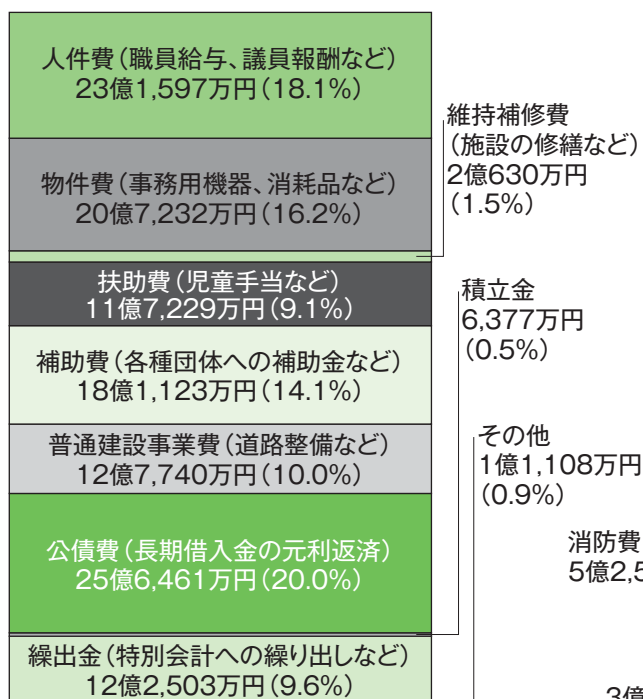 人件費（職員給与、議員報酬など）
23億1,597万円（18.1%）
維持補修費
（施設の修繕など）
2億630万円
（1.5%）
物件費（事務用機器、消耗品など）
20億7,232万円（16.2%）
扶助費（児童手当など）
11億7,229万円（9.1%）
積立金
6,377万円
（0.5%）
補助費（各種団体への補助金など）
18億1,123万円（14.1%）
普通建設事業費（道路整備など）
12億7,740万円（10.0%）
その他
1億1,108万円
（0.9%）
公債費（長期借入金の元利返済）
25億6,461万円（20.0%）
消防費
5億2,5
繰出金（特別会計への繰り出しなど）
12億2,503万円（9.6%）
3億